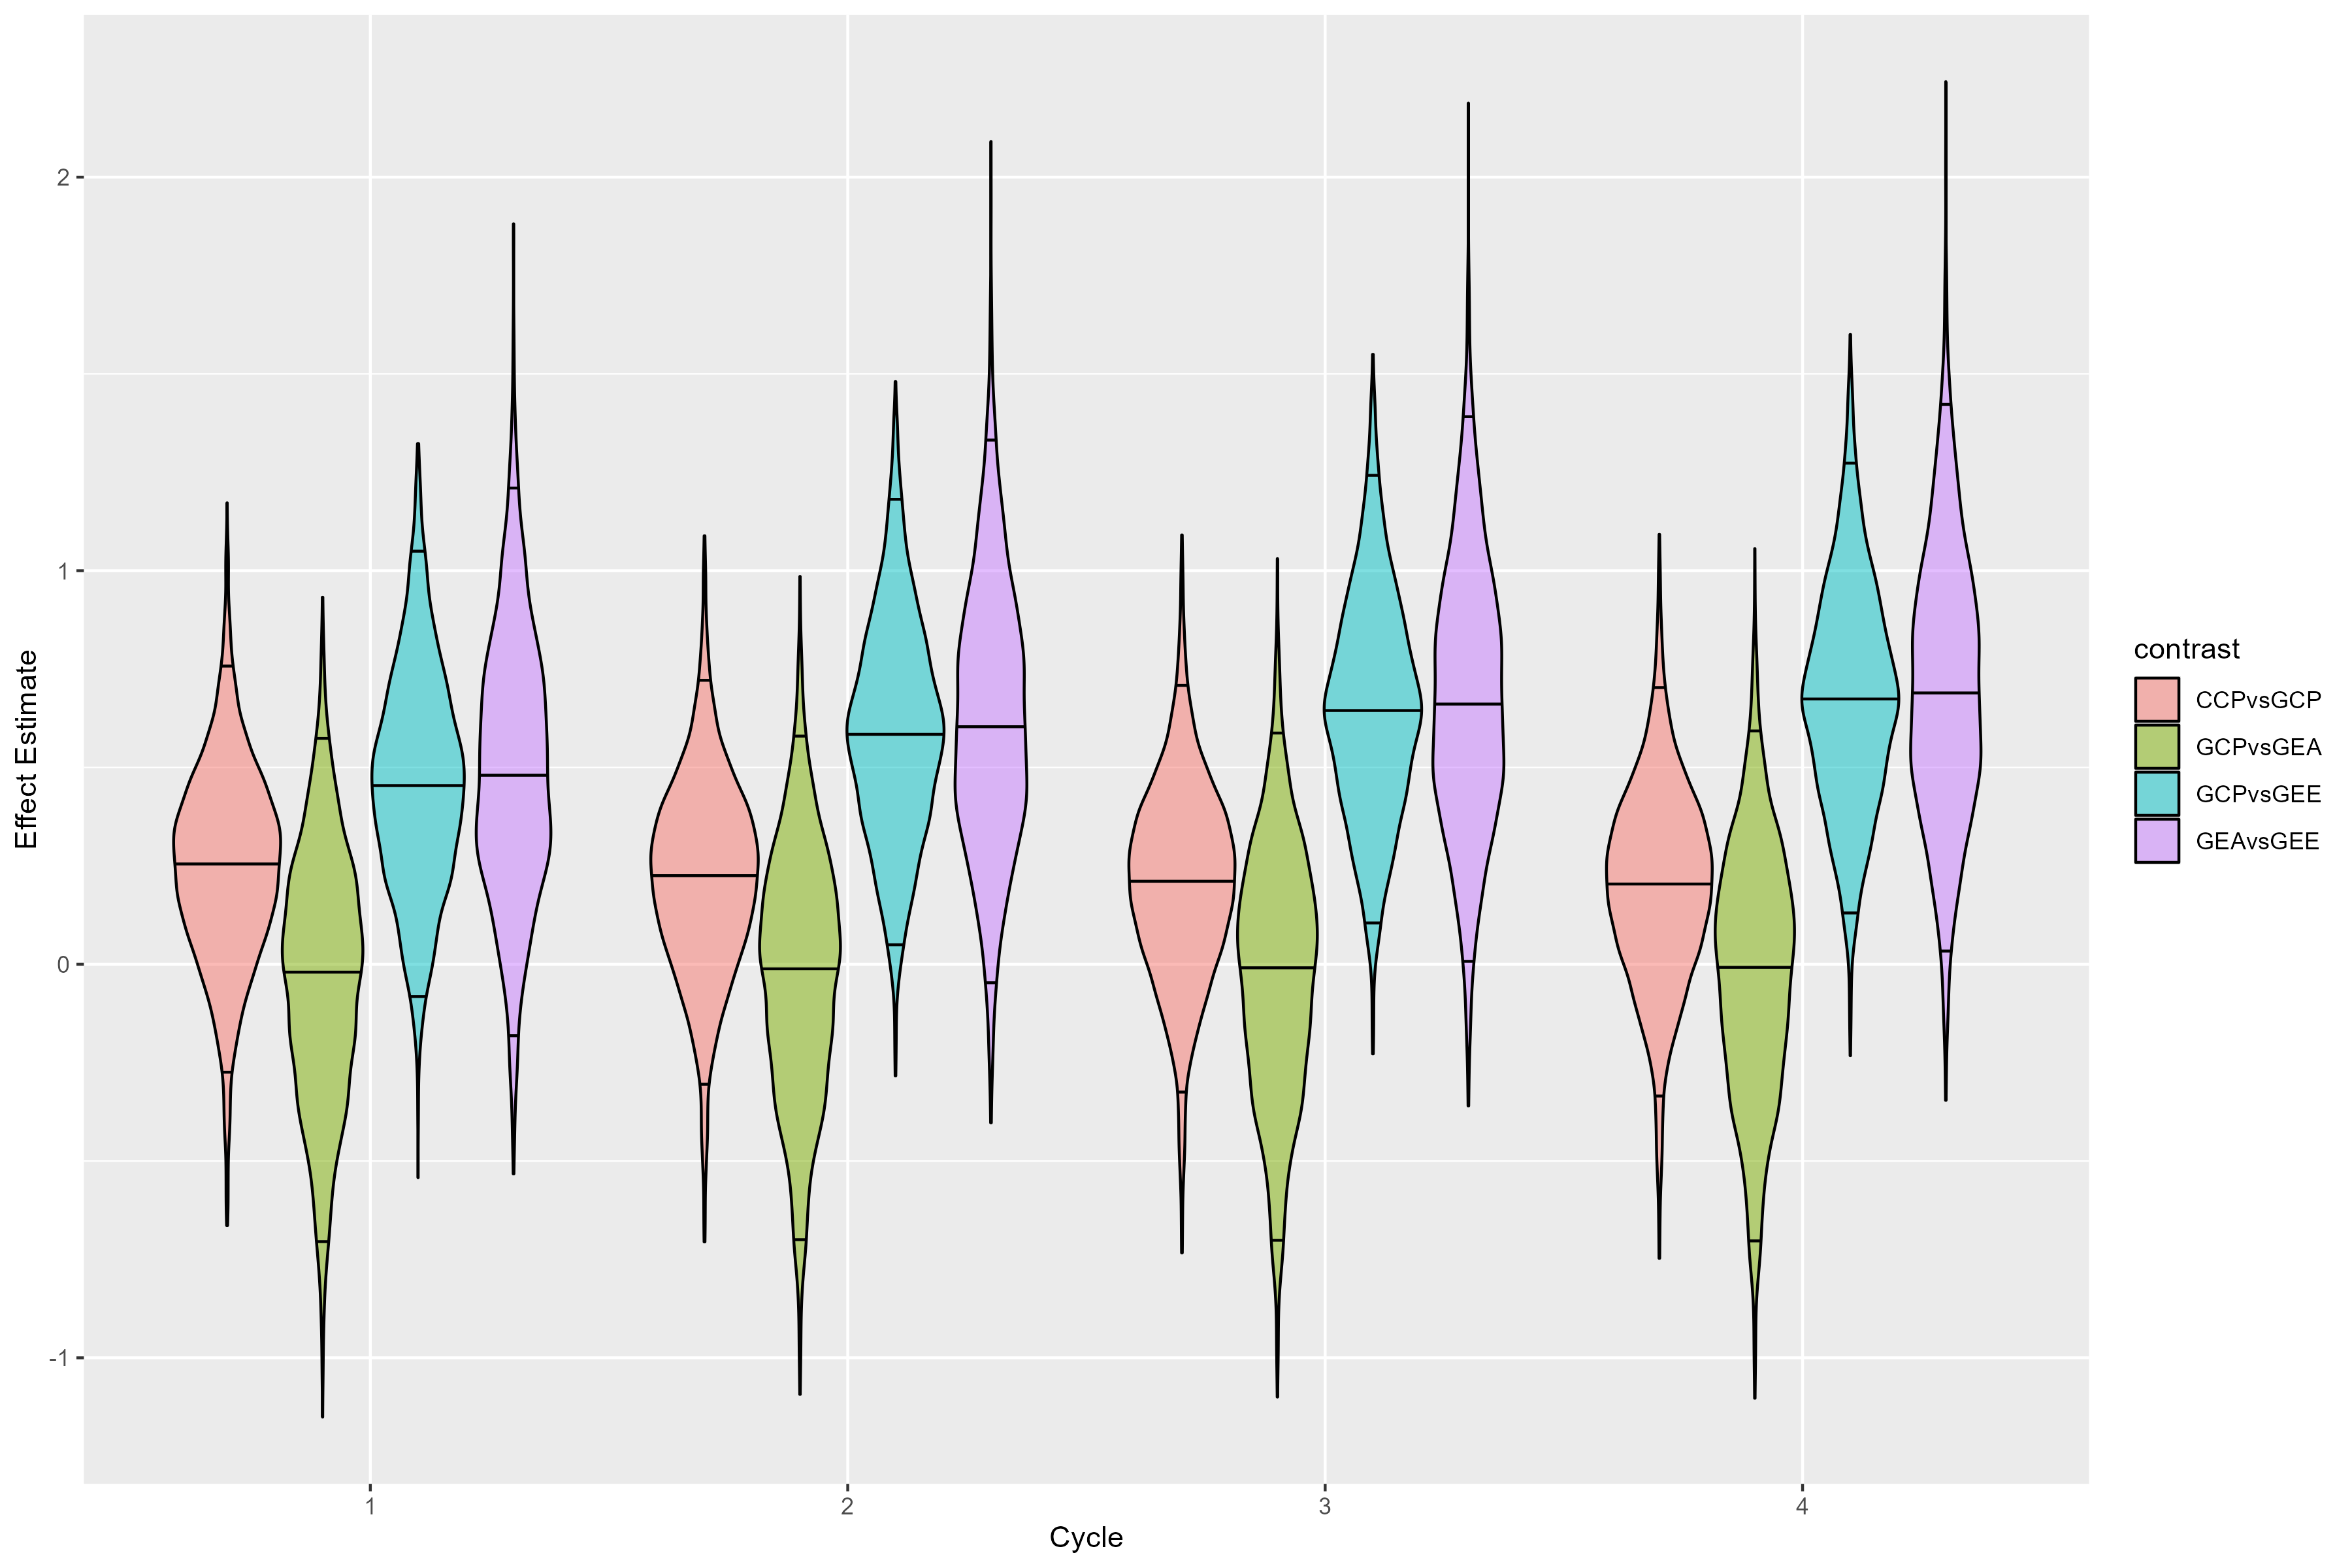 Effect Estimate
2
1
0
-1
1
2
3
4
Cycle
contrast
CCPvsGCP
GCPvsGEA
GCPvsGEE
GEAvsGEE